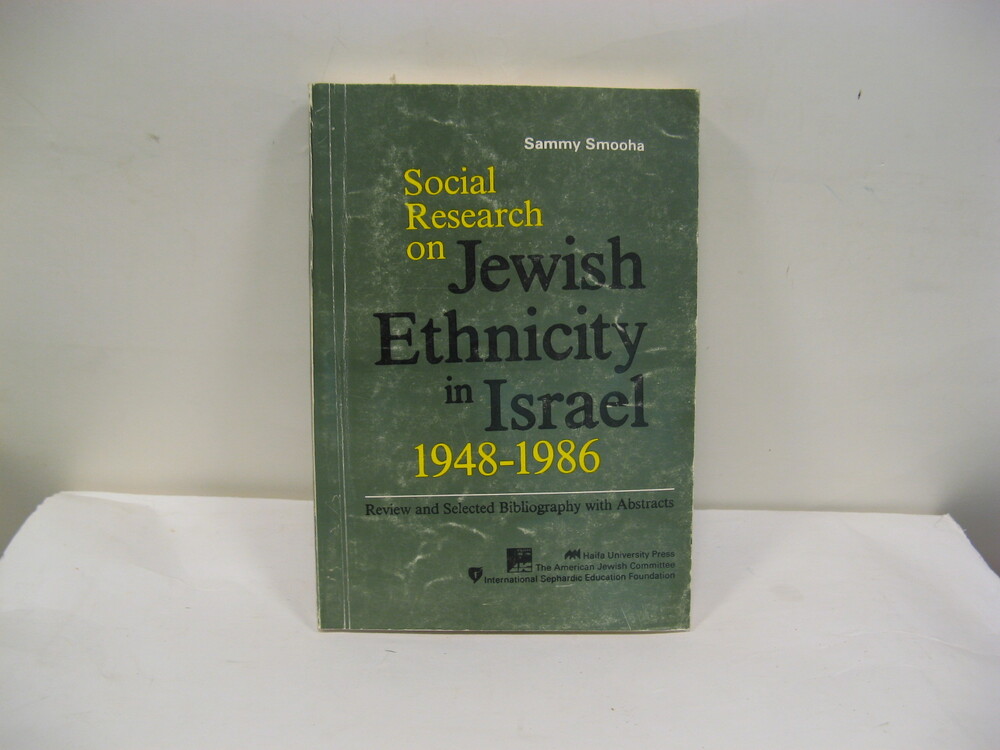 Sammy Smooha
Social
Research
on Jewish
Ethnicity
in Israel
1948-1986
Review and Selected Bibliography with Abstracts
Haifa University Press
The American Jewish Committee
International Sephardic Education Foundation